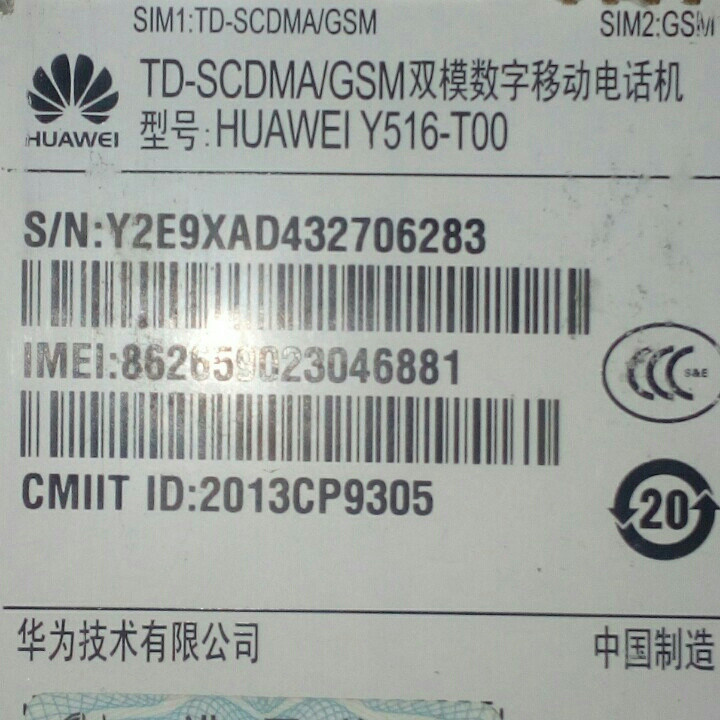 SIM1:TD-SCDMA/GSM SIM2:GSM
HUAWEI
TD-SCDMA/GSM双模数字移动电话机
型号:HUAWEI Y516-T00
S/N:Y2E9XAD432706283
IMEI:862659023046881
S&E
CMIIT ID:2013CP9305
20
华为技术有限公司 中国制造